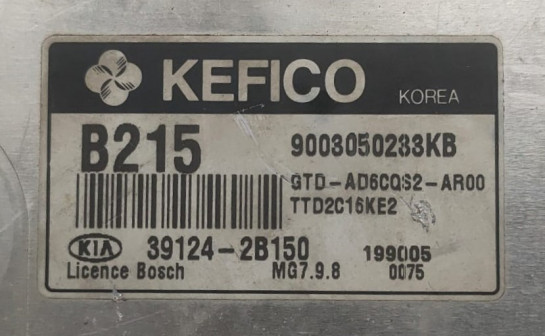 KEFICO KOREA
B215 9003050233KB
GTD-AD6CQS2-AR00
TTD2C16KE2
KIA 39124-2B150 199005
Licence Bosch MG7.9.8 0075